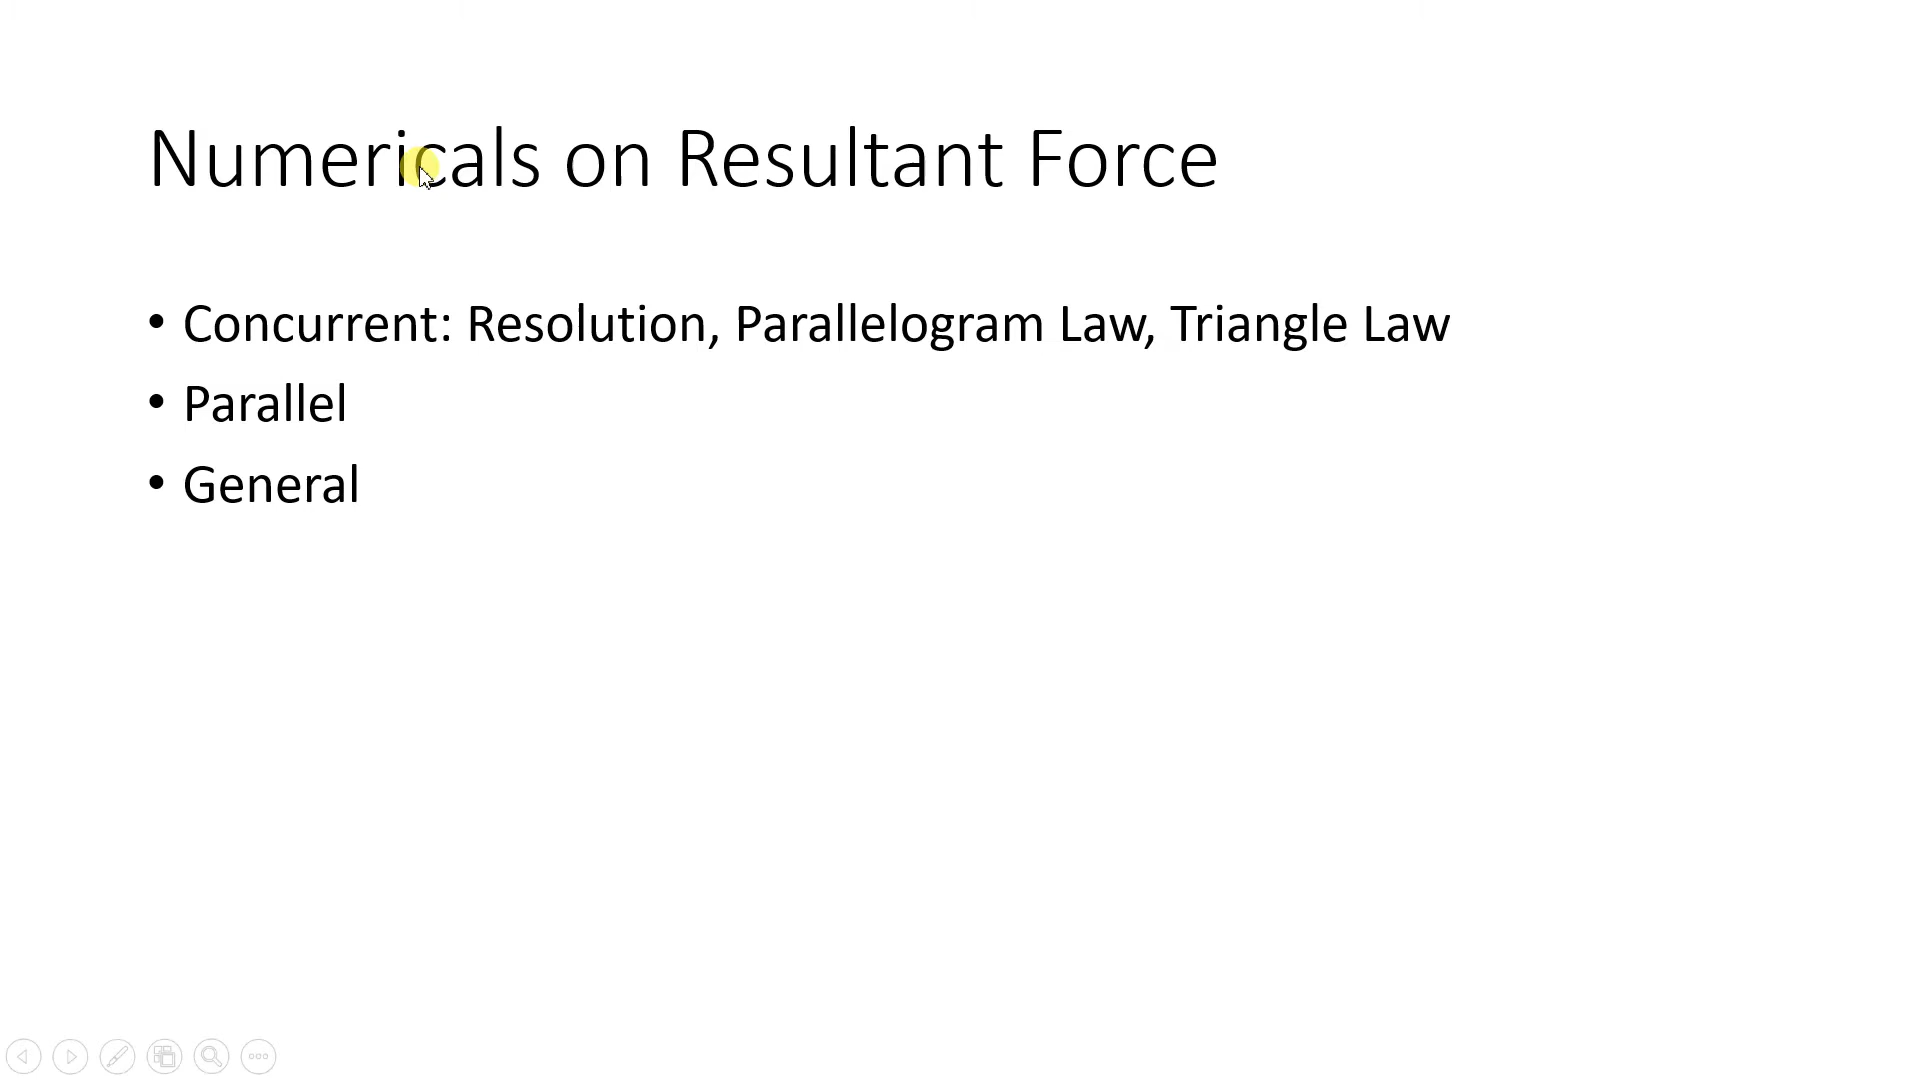 Numericals on Resultant Force
• Concurrent: Resolution, Parallelogram Law, Triangle Law
• Parallel
• General